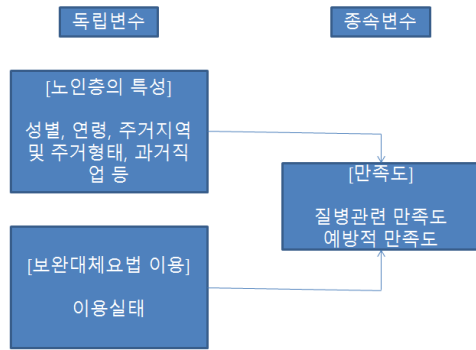 독립변수
종속변수
[노인층의 특성]
성별, 연령, 주거지역
및 주거형태, 과거직
업 등
[만족도]
질병관련 만족도
예방적 만족도
[보완대체요법 이용]
이용실태